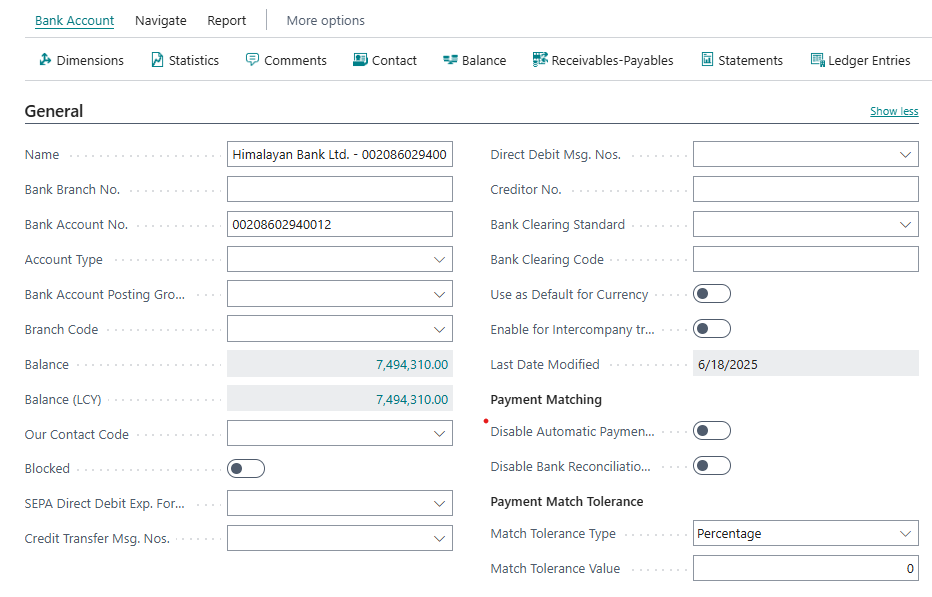 Bank Account Navigate Report More options
Dimensions Statistics Comments Contact Balance Receivables-Payables Statements Ledger Entries
General Show less
Name Himalayan Bank Ltd. - 002086029400
Bank Branch No.
Bank Account No. 00208602940012
Account Type
Bank Account Posting Gro...
Branch Code
Balance 7,494,310.00
Balance (LCY) 7,494,310.00
Our Contact Code
Blocked
SEPA Direct Debit Exp. For...
Credit Transfer Msg. Nos.
Direct Debit Msg. Nos.
Creditor No.
Bank Clearing Standard
Bank Clearing Code
Use as Default for Currency
Enable for Intercompany tr...
Last Date Modified 6/18/2025
Payment Matching
Disable Automatic Paymen...
Disable Bank Reconciliatio...
Payment Match Tolerance
Match Tolerance Type Percentage
Match Tolerance Value 0